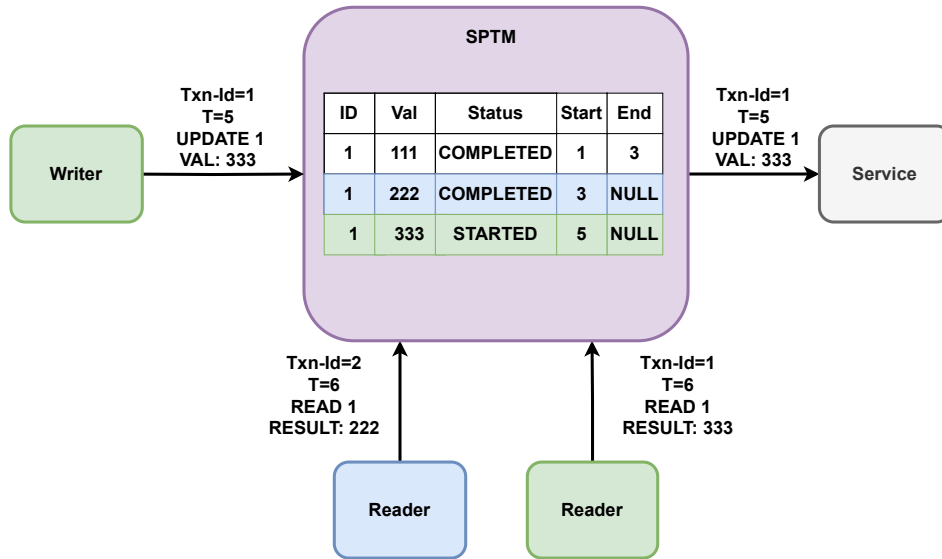 SPTM
Txn-Id=1
T=5
UPDATE 1
VAL: 333
Writer
ID Val Status Start End
1 111 COMPLETED 1 3
1 222 COMPLETED 3 NULL
1 333 STARTED 5 NULL
Txn-Id=1
T=5
UPDATE 1
VAL: 333
Service
Txn-Id=2
T=6
READ 1
RESULT: 222
Txn-Id=1
T=6
READ 1
RESULT: 333
Reader
Reader